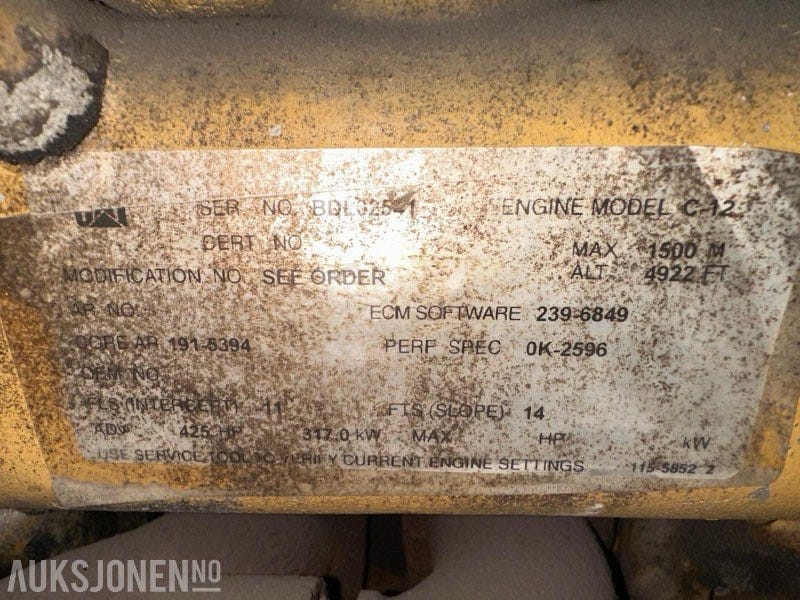 CAT SER NO. ENGINE MODEL C-12
CERT NO. MAX 1500 M
MODIFICATION NO. SEE ORDER ALT 4922 FT
AR NO. ECM SOFTWARE 239-6849
CORE AR 191-5394 PERF SPEC 0K-2596
OEM NO.
FLS (INTERCEPT) -11 FTS (SLOPE) 14
ADV 425 HP 317.0 kW MAX HP kW
USE SERVICE TOOL TO VERIFY CURRENT ENGINE SETTINGS 115-5852 2
AUKSJONEN.NO